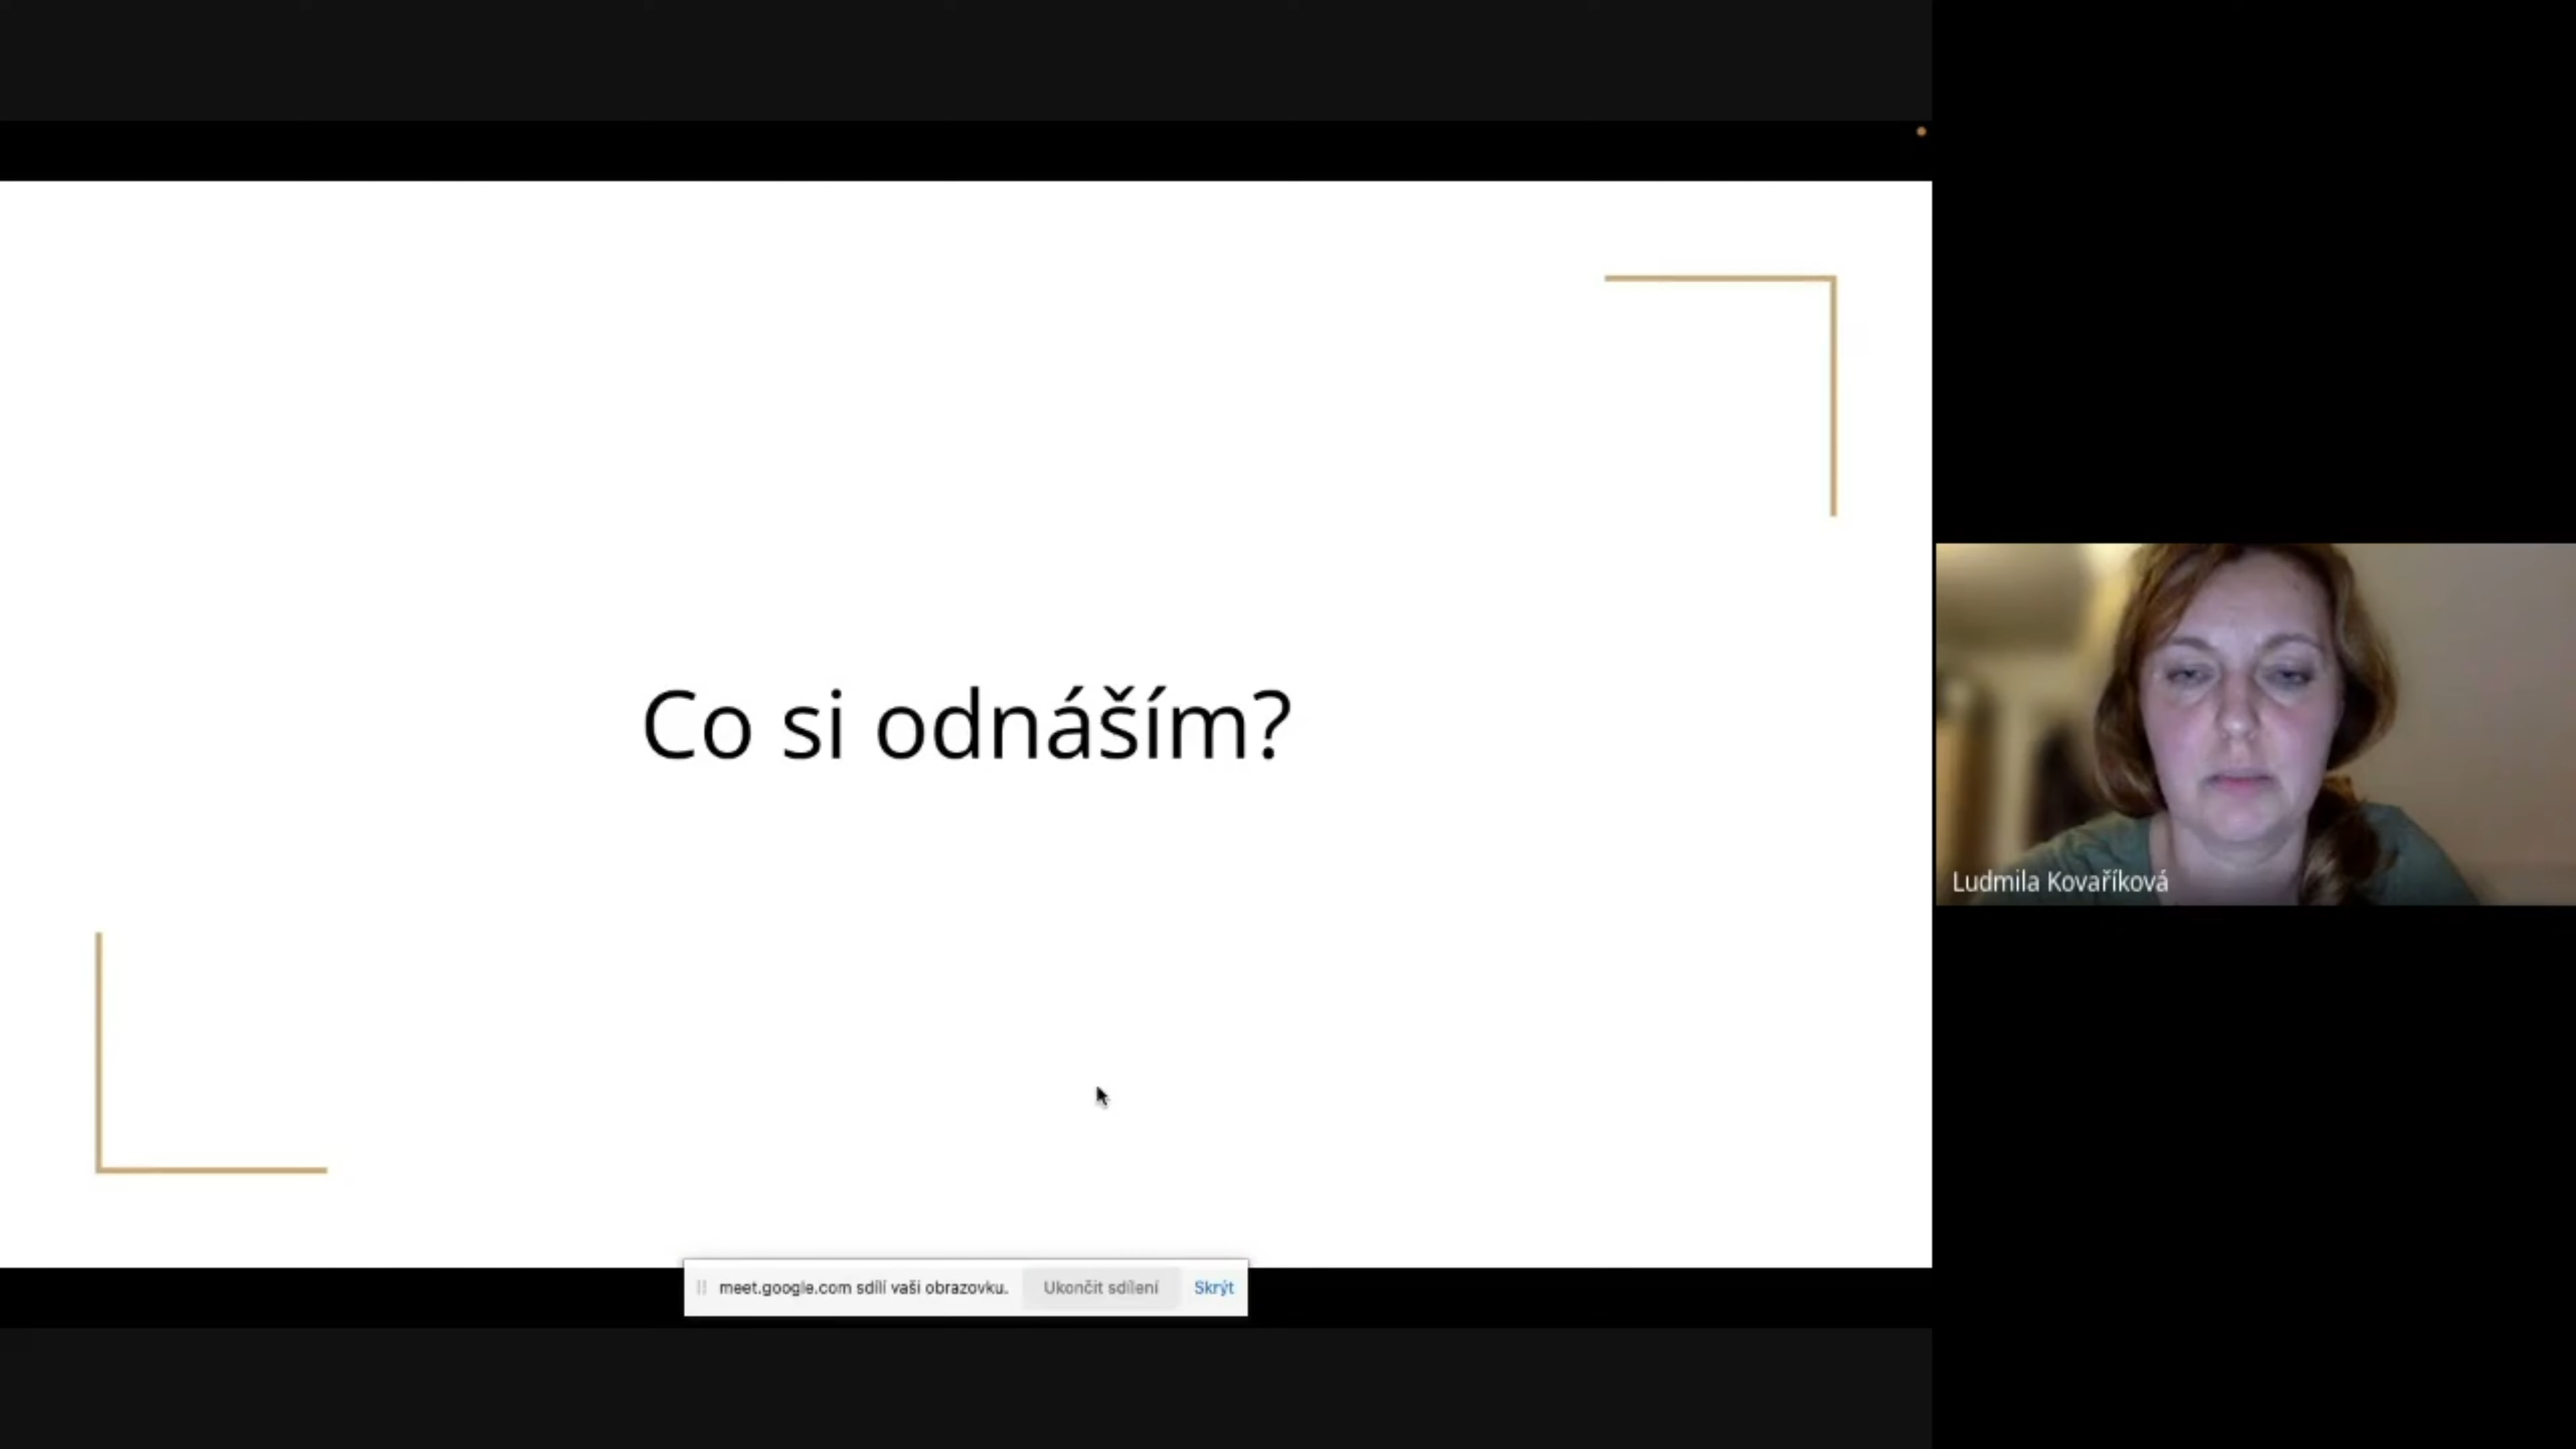 Co si odnáším?
Ludmila Kovaříková
meet.google.com sdílí vaši obrazovku. Ukončit sdílení Skrýt